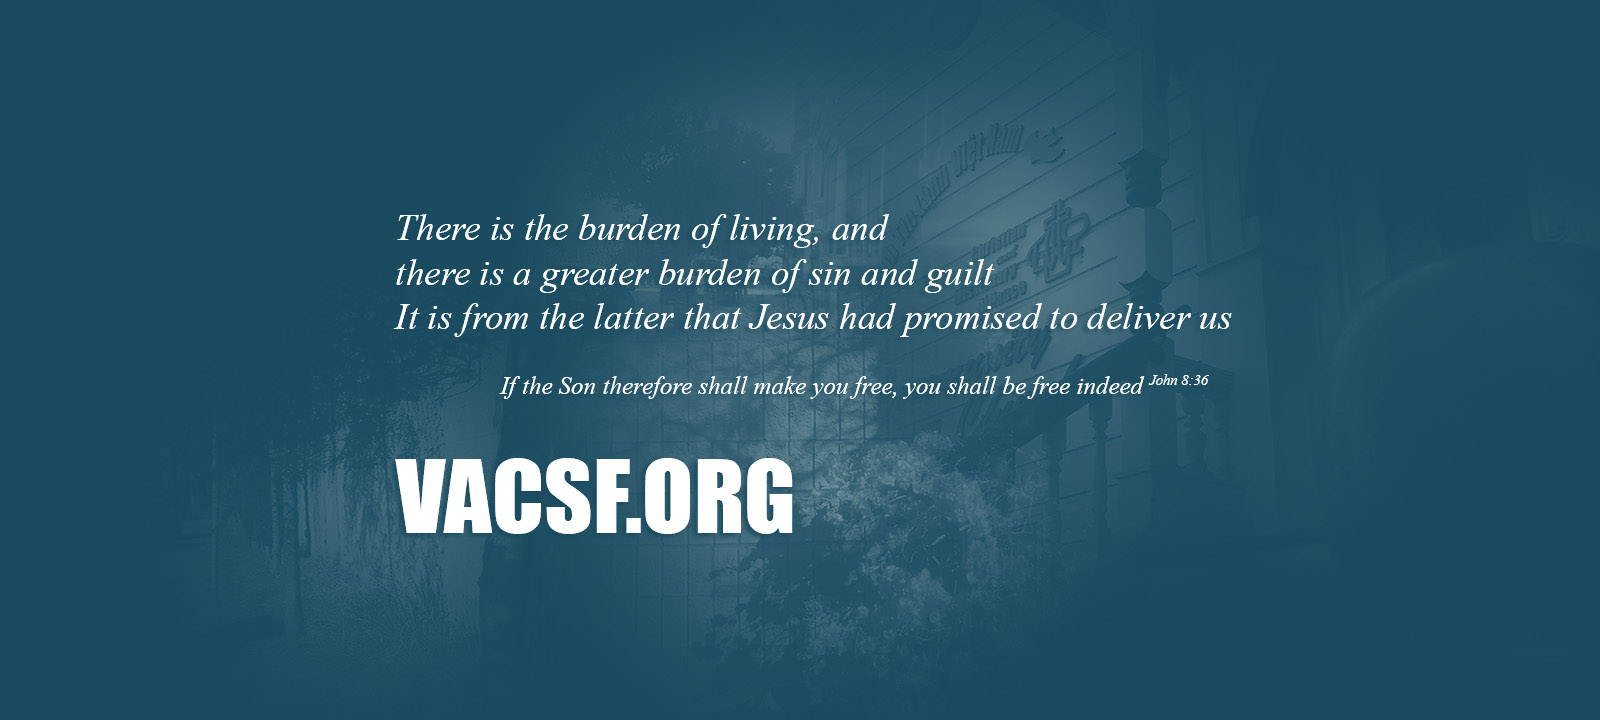 Việt Nam
There is the burden of living, and
there is a greater burden of sin and guilt
It is from the latter that Jesus had promised to deliver us
If the Son therefore shall make you free, you shall be free indeed John 8:36
VACSF.ORG